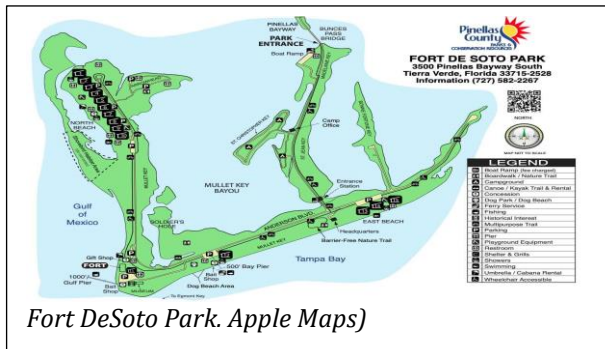 PINELLAS
BAYWAY
BUNCES
PASS
BRIDGE
PARK
ENTRANCE
Boat Ramp
Pinellas
County
PARKS &
CONSERVATION RESOURCES
FORT DE SOTO PARK
3500 Pinellas Bayway South
Tierra Verde, Florida 33715-2528
Information (727) 582-2267
NORTH
MAP NOT TO SCALE
NORTH
BEACH
Camp
Office
MULLET KEY
BAYOU
Gulf
of
Mexico
SOLDIER'S
HOLE
Entrance
Station
ANDERSON BLVD
MULLET KEY
EAST BEACH
Headquarters
Barrier-Free Nature Trail
Tampa Bay
Gift Shop
FORT
1000'
Gulf Pier
Bait
Shop
MUSEUM
500' Bay Pier
Bait
Shop
Dog Beach Area
To Egmont Key
LEGEND
Boat Ramp (fee charged)
Boardwalk / Nature Trail
Campground
Canoe / Kayak Trail & Rental
Concession
Dog Park / Dog Beach
Ferry Service
Fishing
Historical Interest
Multipurpose Trail
Parking
Pier
Playground Equipment
Restroom
Shelter & Grills
Showers
Swimming
Umbrella / Cabana Rental
Wheelchair Accessible
Fort DeSoto Park. Apple Maps)